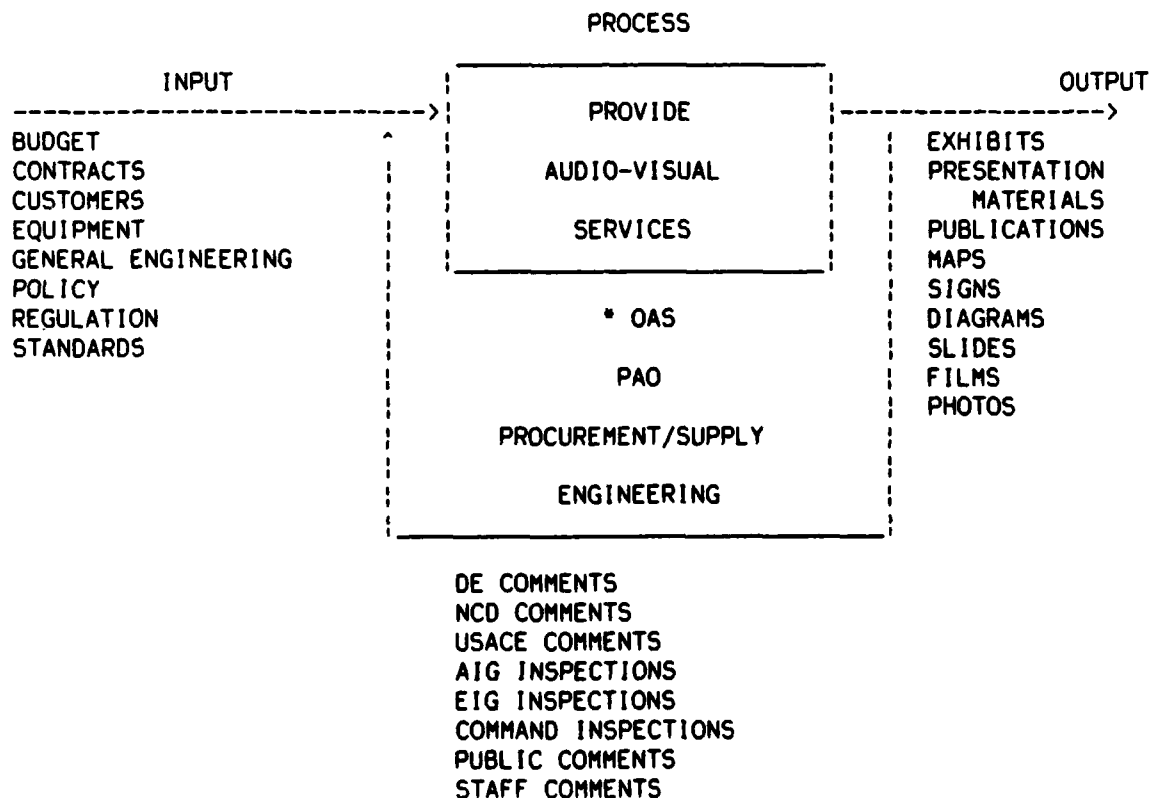 PROCESS
INPUT
OUTPUT
PROVIDE
AUDIO-VISUAL
SERVICES
BUDGET
CONTRACTS
CUSTOMERS
EQUIPMENT
GENERAL ENGINEERING
POLICY
REGULATION
STANDARDS
* OAS
PAO
PROCUREMENT/SUPPLY
ENGINEERING
EXHIBITS
PRESENTATION
MATERIALS
PUBLICATIONS
MAPS
SIGNS
DIAGRAMS
SLIDES
FILMS
PHOTOS
DE COMMENTS
NCD COMMENTS
USACE COMMENTS
AIG INSPECTIONS
EIG INSPECTIONS
COMMAND INSPECTIONS
PUBLIC COMMENTS
STAFF COMMENTS